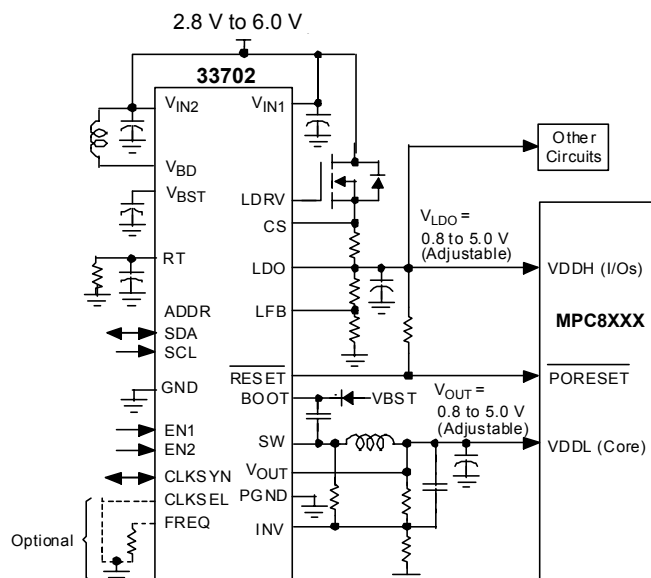 2.8 V to 6.0 V
33702
VIN2
VIN1
VBD
VBST
LDRV
CS
RT
LDO
ADDR
LFB
SDA
SCL
RESET
GND
BOOT
VBST
EN1
EN2
SW
VOUT
CLKSYN
CLKSEL
PGND
FREQ
INV
Optional
Other
Circuits
VLDO =
0.8 to 5.0 V
(Adjustable)
VDDH (I/Os)
MPC8XXX
PORESET
VOUT =
0.8 to 5.0 V
(Adjustable)
VDDL (Core)